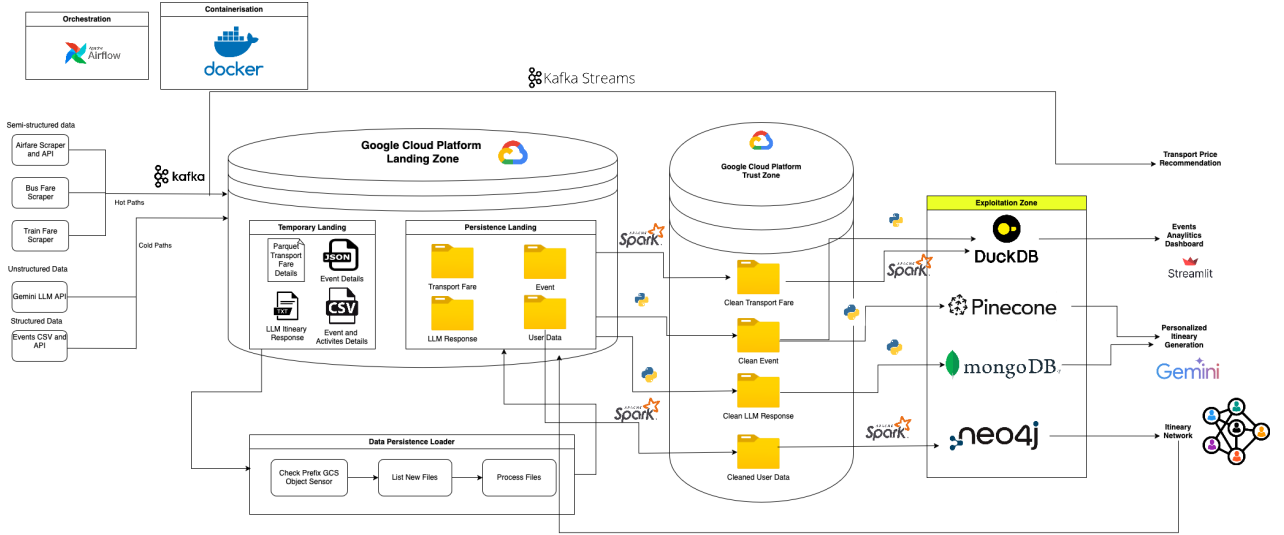 Orchestration
APACHE
Airflow
Containerisation
docker
Kafka Streams
Semi-structured data
Airfare Scraper
and API
Bus Fare
Scraper
Train Fare
Scraper
kafka
Hot Paths
Cold Paths
Unstructured Data
Gemini LLM API
Structured Data
Events CSV and
API
Google Cloud Platform
Landing Zone
Temporary Landing
Parquet
Transport
Fare
Details
JSON
Event Details
TXT
LLM Itineary
Response
CSV
Event and
Activites Details
Persistence Landing
Transport Fare
Event
LLM Response
User Data
Data Persistence Loader
Check Prefix GCS
Object Sensor
List New Files
Process Files
APACHE
Spark
APACHE
Spark
Google Cloud Platform
Trust Zone
Clean Transport Fare
Clean Event
Clean LLM Response
Cleaned User Data
APACHE
Spark
APACHE
Spark
Exploitation Zone
DuckDB
Pinecone
mongoDB
neo4j
Transport Price
Recommendation
Events
Anaylitics
Dashboard
Streamlit
Personalized
Itineary
Generation
Gemini
Itineary
Network